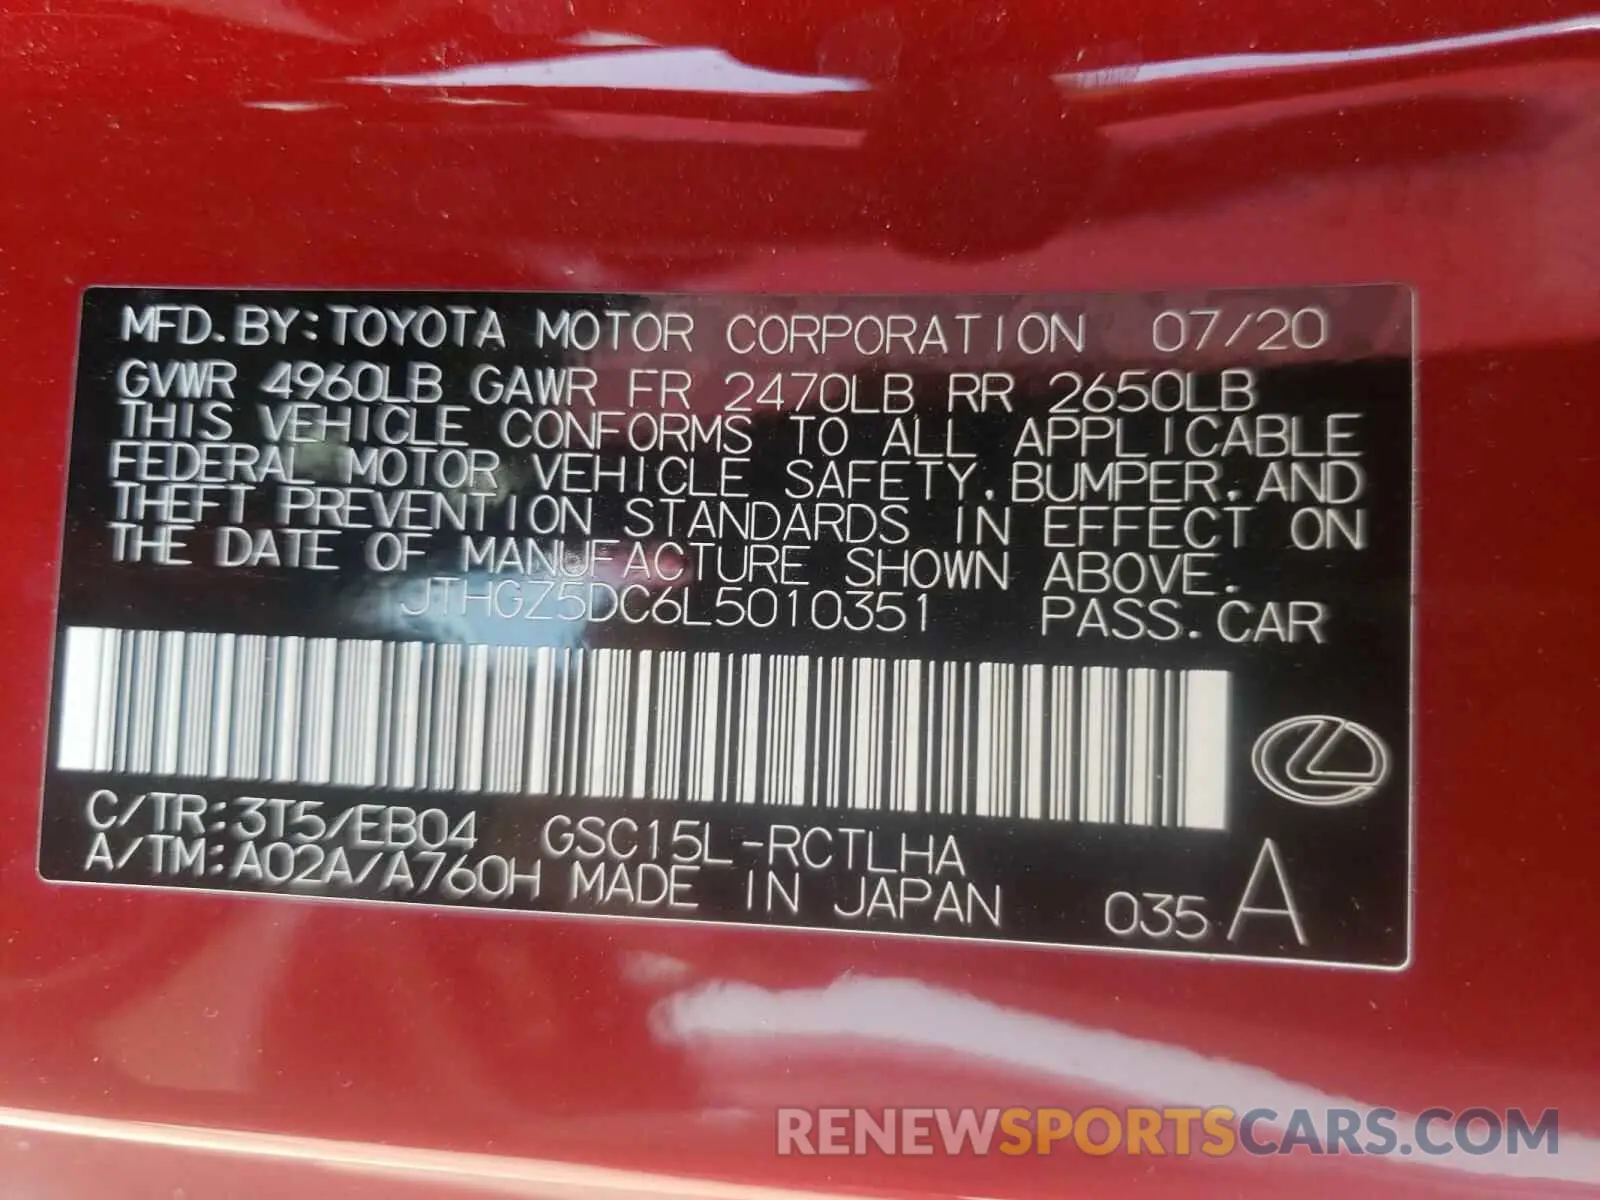 MFD.BY:TOYOTA MOTOR CORPORATION 07/20
GVWR 4960LB GAWR FR 2470LB RR 2650LB
THIS VEHICLE CONFORMS TO ALL APPLICABLE
FEDERAL MOTOR VEHICLE SAFETY.BUMPER.AND
THEFT PREVENTION STANDARDS IN EFFECT ON
THE DATE OF MANUFACTURE SHOWN ABOVE.
JTHGZ5DC6L5010351 PASS.CAR
C/TR:3T5/EB04 GSC15L-RCTLHA
A/TM:A02A/A760H MADE IN JAPAN 035 A
RENEWSPORTSCARS.COM